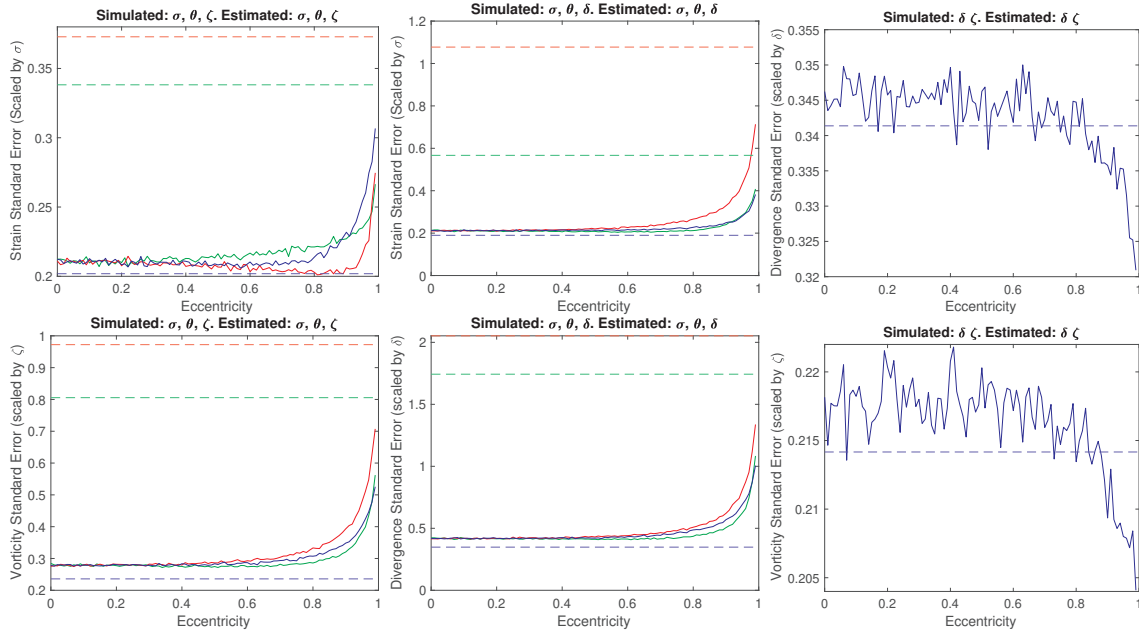 Simulated: σ, θ, ζ. Estimated: σ, θ, ζ
Strain Standard Error (Scaled by σ)
0.35
0.3
0.25
0.2
0 0.2 0.4 0.6 0.8 1
Eccentricity
Simulated: σ, θ, δ. Estimated: σ, θ, δ
Strain Standard Error (Scaled by σ)
1.2
1
0.8
0.6
0.4
0.2
0
0 0.2 0.4 0.6 0.8 1
Eccentricity
Simulated: δ ζ. Estimated: δ ζ
Divergence Standard Error (scaled by δ)
0.355
0.35
0.345
0.34
0.335
0.33
0.325
0.32
0 0.2 0.4 0.6 0.8 1
Eccentricity
Simulated: σ, θ, ζ. Estimated: σ, θ, ζ
Vorticity Standard Error (scaled by ζ)
1
0.9
0.8
0.7
0.6
0.5
0.4
0.3
0.2
0 0.2 0.4 0.6 0.8 1
Eccentricity
Simulated: σ, θ, δ. Estimated: σ, θ, δ
Divergence Standard Error (scaled by δ)
2
1.5
1
0.5
0
0 0.2 0.4 0.6 0.8 1
Eccentricity
Simulated: δ ζ. Estimated: δ ζ
Vorticity Standard Error (scaled by ζ)
0.22
0.215
0.21
0.205
0 0.2 0.4 0.6 0.8 1
Eccentricity